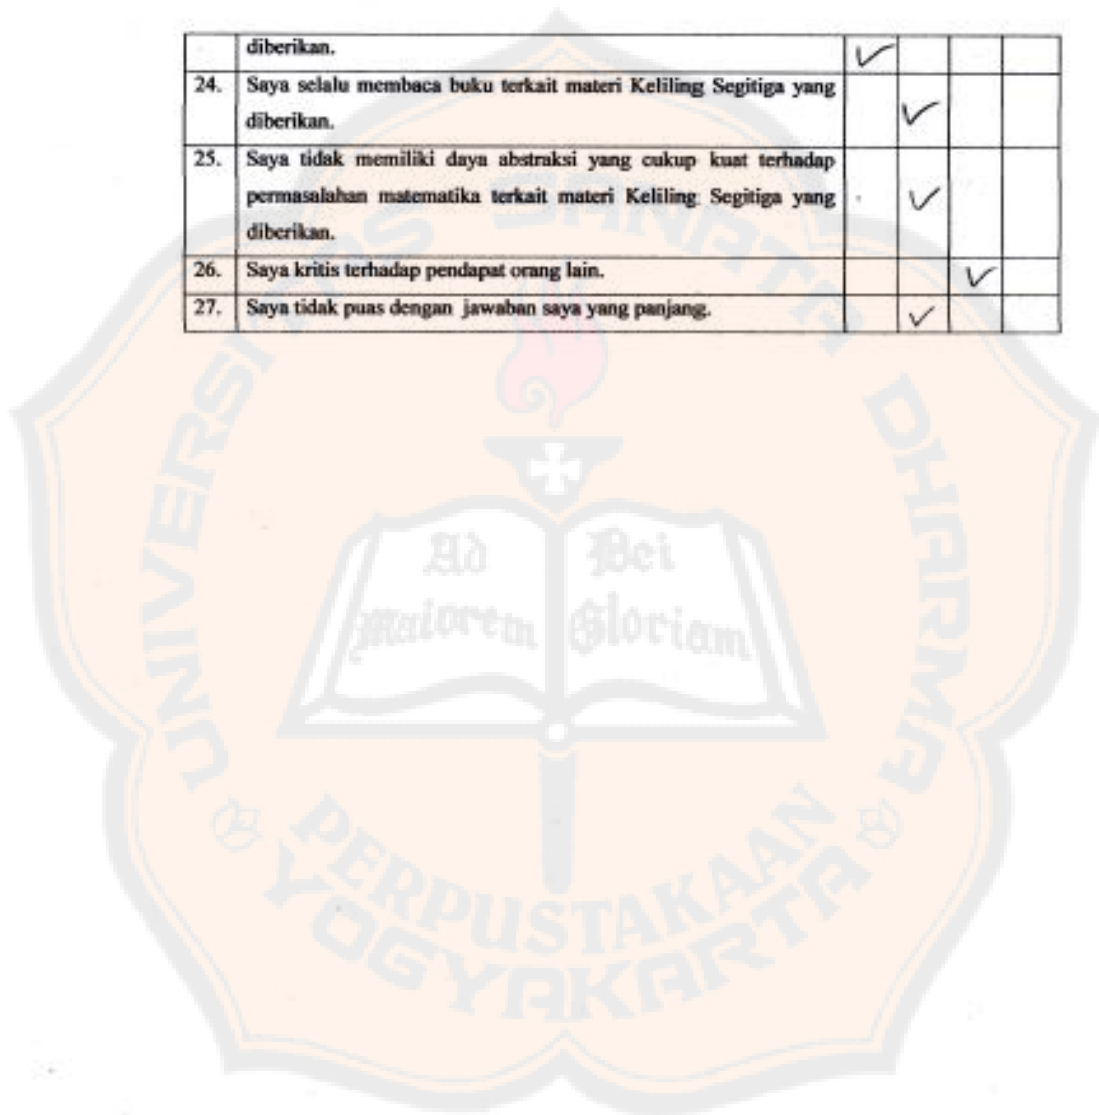 diberikan. ✓
24. Saya selalu membaca buku terkait materi Keliling Segitiga yang
diberikan. ✓
25. Saya tidak memiliki daya abstraksi yang cukup kuat terhadap
permasalahan matematika terkait materi Keliling Segitiga yang ✓
diberikan.
26. Saya kritis terhadap pendapat orang lain. ✓
27. Saya tidak puas dengan jawaban saya yang panjang. ✓
UNIVERSITAS SANATA DHARMA
Ad Dei
Maiorem Gloriam
PERPUSTAKAAN
YOGYAKARTA